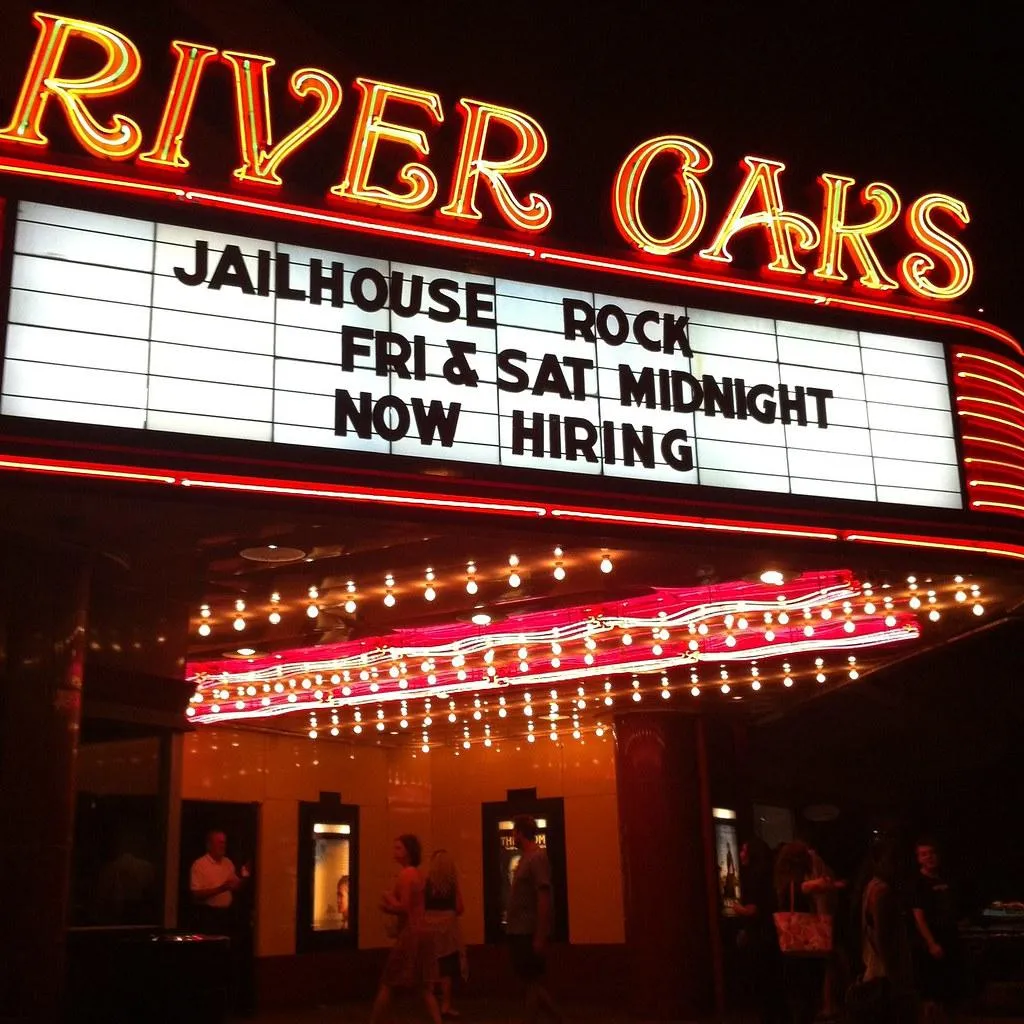 RIVER OAKS
JAILHOUSE ROCK
FRI & SAT MIDNIGHT
NOW HIRING